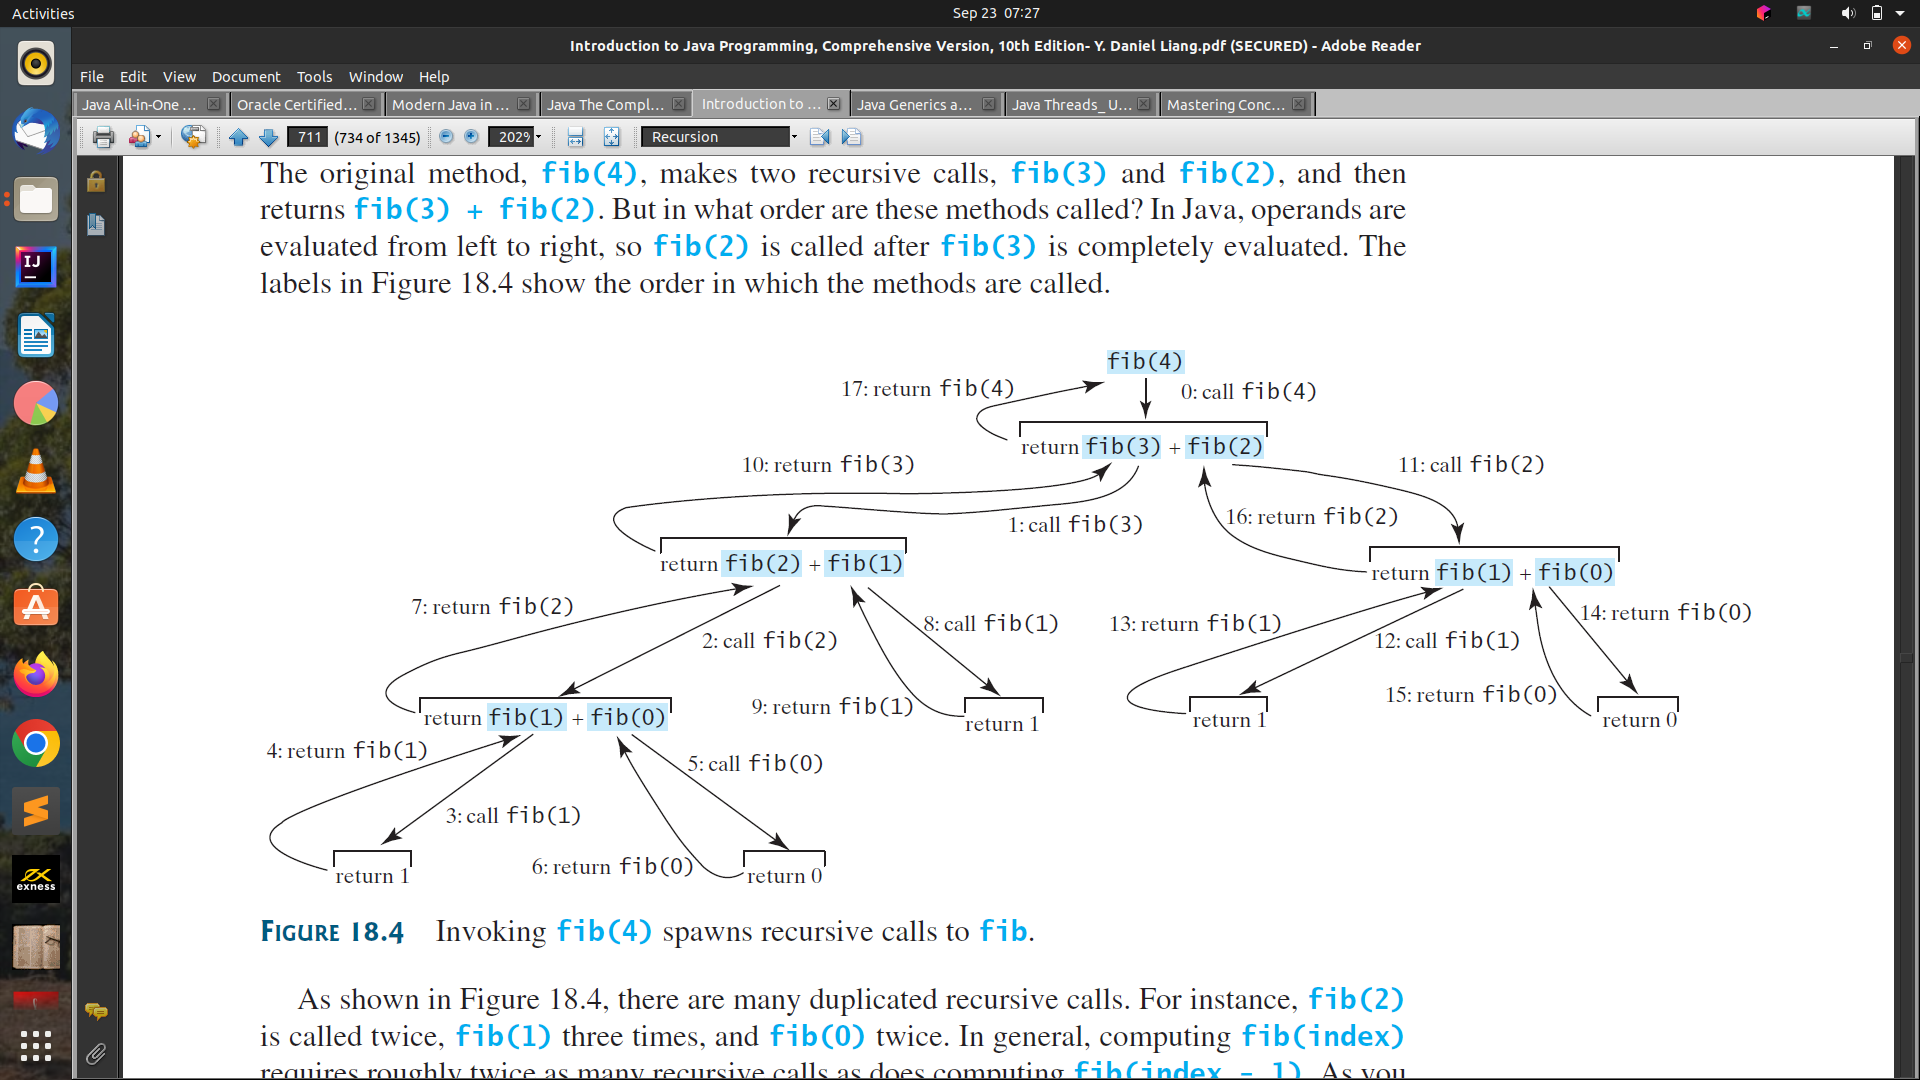 Activities
Sep 23 07:27
Introduction to Java Programming, Comprehensive Version, 10th Edition- Y. Daniel Liang.pdf (SECURED) - Adobe Reader
File Edit View Document Tools Window Help
Java All-in-One ... Oracle Certified... Modern Java in ... Java The Compl... Introduction to ... Java Generics a... Java Threads_ U... Mastering Conc...
711 (734 of 1345) 202% Recursion
The original method, fib(4), makes two recursive calls, fib(3) and fib(2), and then
returns fib(3) + fib(2). But in what order are these methods called? In Java, operands are
evaluated from left to right, so fib(2) is called after fib(3) is completely evaluated. The
labels in Figure 18.4 show the order in which the methods are called.
fib(4)
17: return fib(4) 0: call fib(4)
return fib(3) + fib(2)
10: return fib(3) 11: call fib(2)
1: call fib(3) 16: return fib(2)
return fib(2) + fib(1) return fib(1) + fib(0)
7: return fib(2) 8: call fib(1) 13: return fib(1) 14: return fib(0)
2: call fib(2) 12: call fib(1)
9: return fib(1) 15: return fib(0)
return fib(1) + fib(0) return 1 return 1 return 0
4: return fib(1) 5: call fib(0)
3: call fib(1)
6: return fib(0)
return 1 return 0
FIGURE 18.4 Invoking fib(4) spawns recursive calls to fib.
As shown in Figure 18.4, there are many duplicated recursive calls. For instance, fib(2)
is called twice, fib(1) three times, and fib(0) twice. In general, computing fib(index)
requires roughly twice as many recursive calls as does computing fib(index - 1). As you
IJ
exness